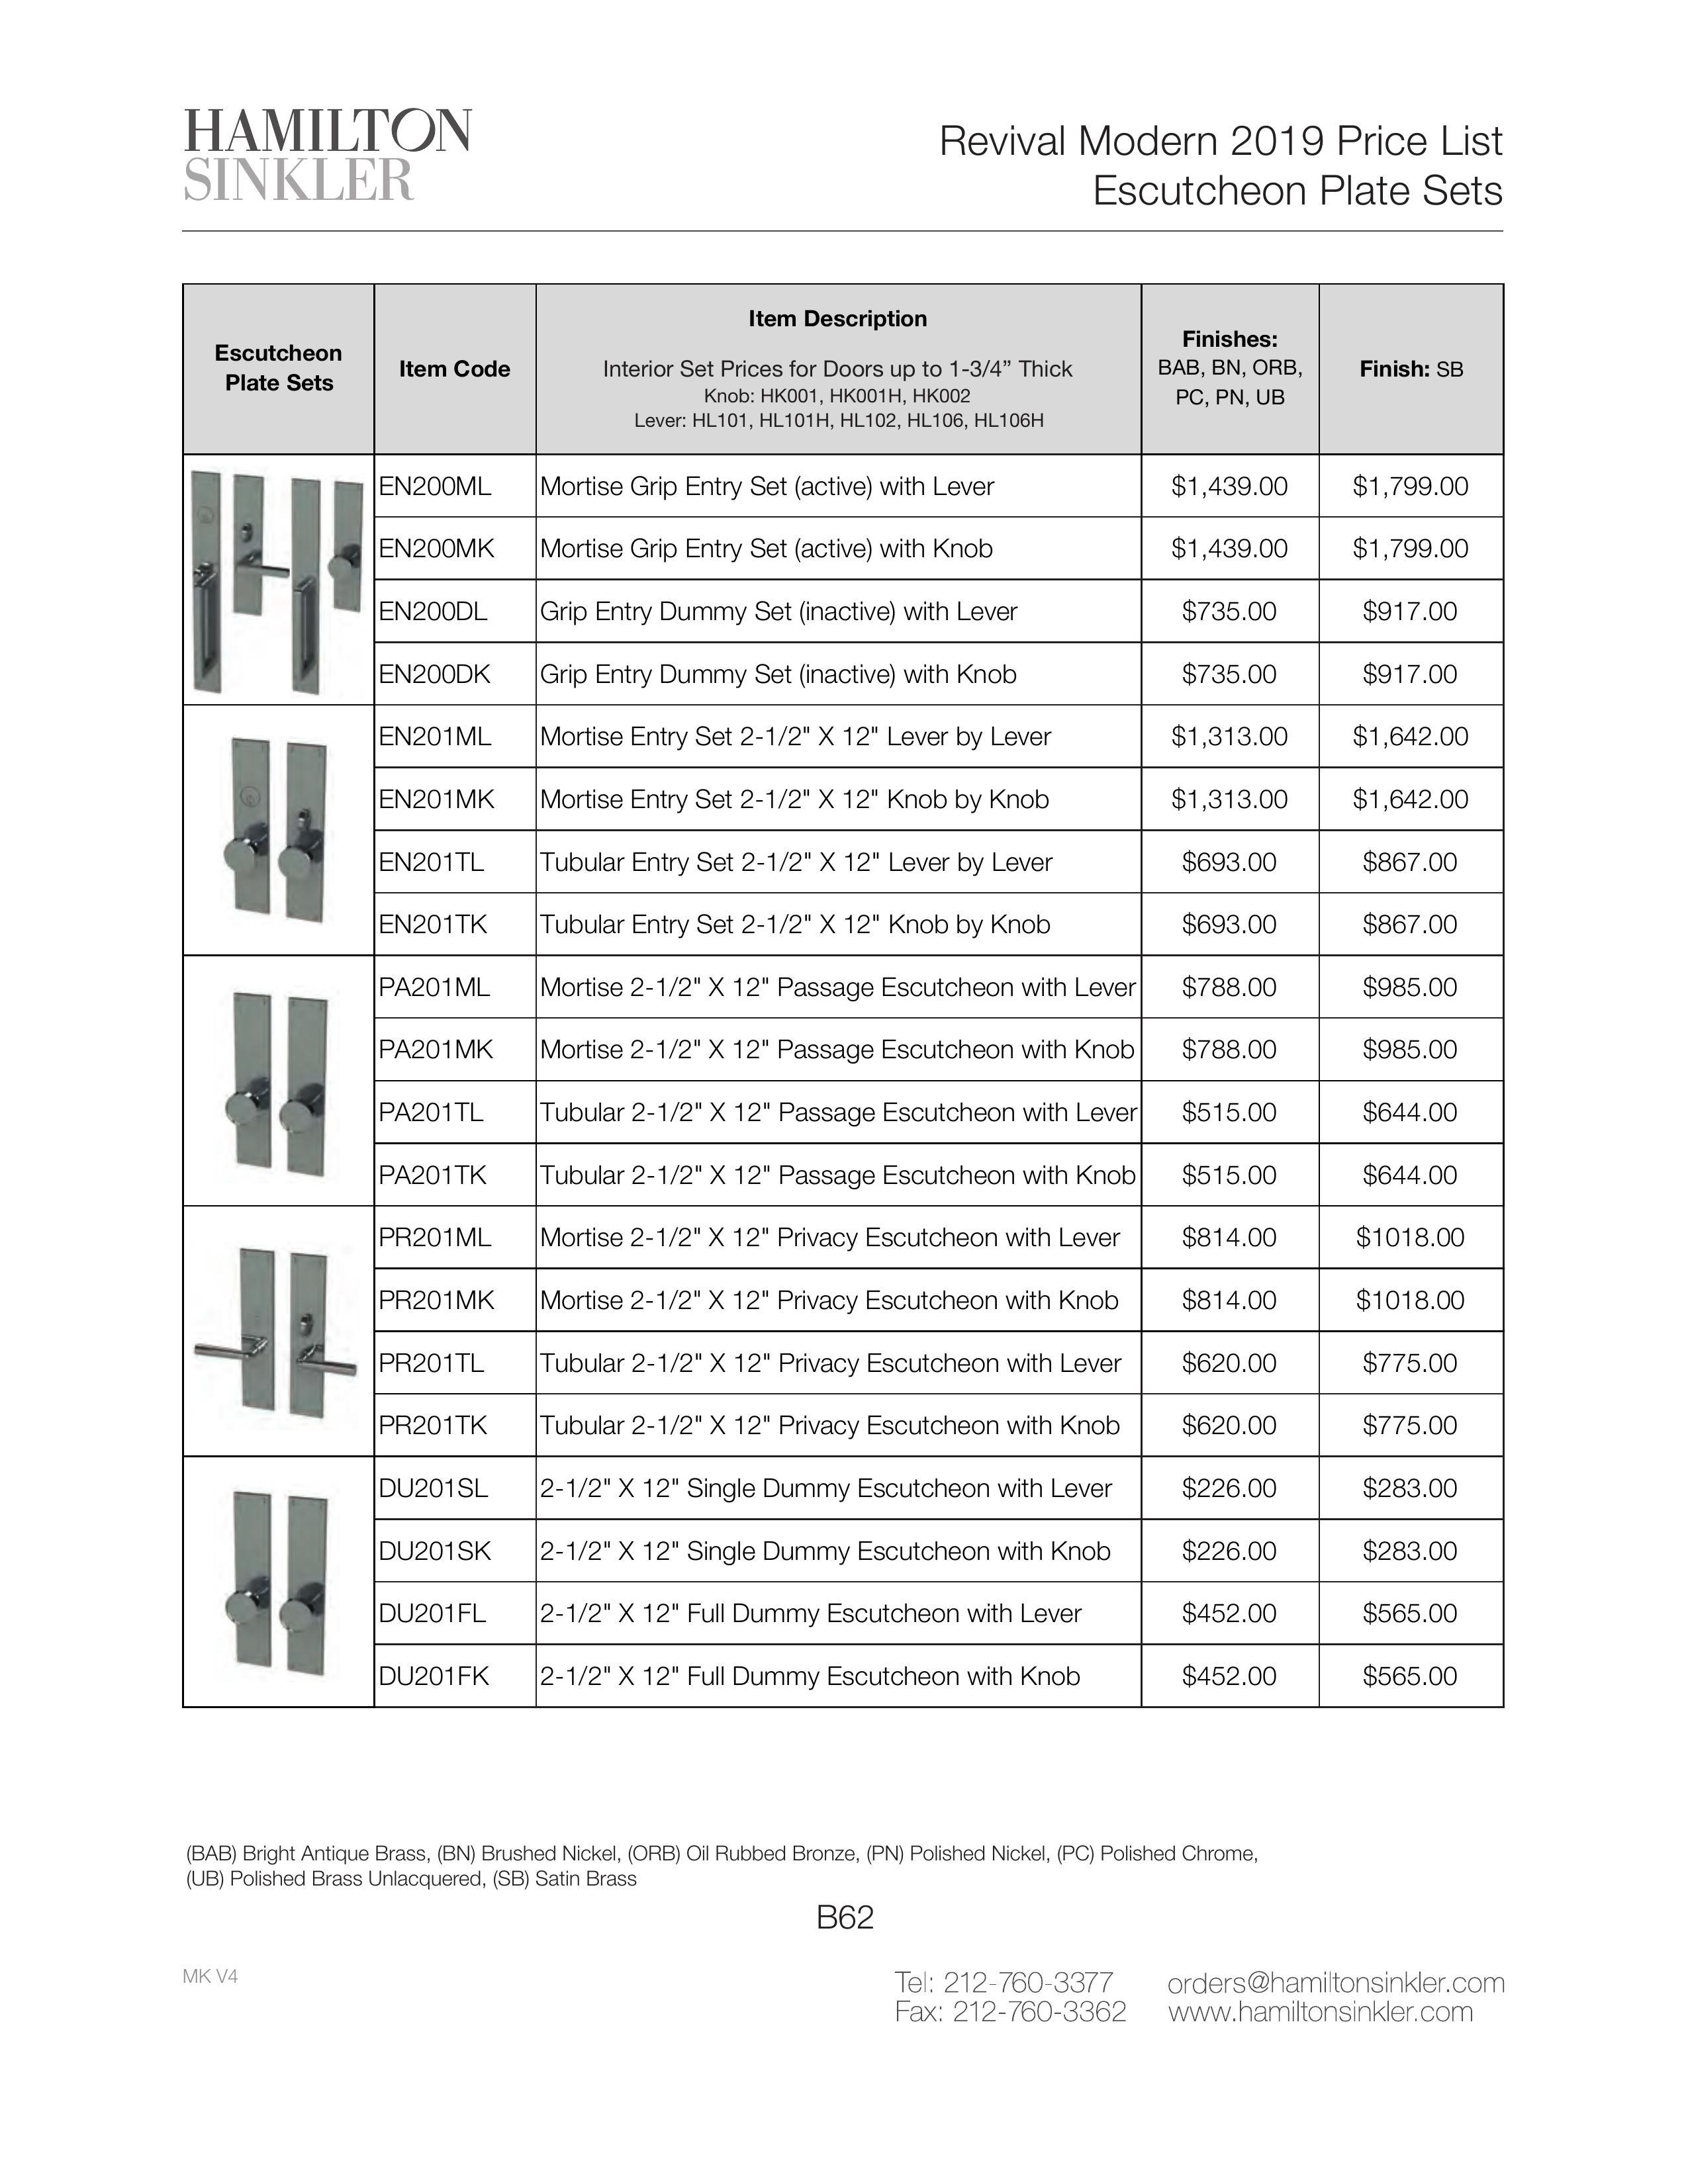 HAMILTON
SINKLER
Revival Modern 2019 Price List
Escutcheon Plate Sets
Escutcheon
Plate Sets
Item Code
Item Description
Interior Set Prices for Doors up to 1-3/4” Thick
Knob: HK001, HK001H, HK002
Lever: HL101, HL101H, HL102, HL106, HL106H
Finishes:
BAB, BN, ORB,
PC, PN, UB
Finish: SB
EN200ML Mortise Grip Entry Set (active) with Lever $1,439.00 $1,799.00
EN200MK Mortise Grip Entry Set (active) with Knob $1,439.00 $1,799.00
EN200DL Grip Entry Dummy Set (inactive) with Lever $735.00 $917.00
EN200DK Grip Entry Dummy Set (inactive) with Knob $735.00 $917.00
EN201ML Mortise Entry Set 2-1/2" X 12" Lever by Lever $1,313.00 $1,642.00
EN201MK Mortise Entry Set 2-1/2" X 12" Knob by Knob $1,313.00 $1,642.00
EN201TL Tubular Entry Set 2-1/2" X 12" Lever by Lever $693.00 $867.00
EN201TK Tubular Entry Set 2-1/2" X 12" Knob by Knob $693.00 $867.00
PA201ML Mortise 2-1/2" X 12" Passage Escutcheon with Lever $788.00 $985.00
PA201MK Mortise 2-1/2" X 12" Passage Escutcheon with Knob $788.00 $985.00
PA201TL Tubular 2-1/2" X 12" Passage Escutcheon with Lever $515.00 $644.00
PA201TK Tubular 2-1/2" X 12" Passage Escutcheon with Knob $515.00 $644.00
PR201ML Mortise 2-1/2" X 12" Privacy Escutcheon with Lever $814.00 $1018.00
PR201MK Mortise 2-1/2" X 12" Privacy Escutcheon with Knob $814.00 $1018.00
PR201TL Tubular 2-1/2" X 12" Privacy Escutcheon with Lever $620.00 $775.00
PR201TK Tubular 2-1/2" X 12" Privacy Escutcheon with Knob $620.00 $775.00
DU201SL 2-1/2" X 12" Single Dummy Escutcheon with Lever $226.00 $283.00
DU201SK 2-1/2" X 12" Single Dummy Escutcheon with Knob $226.00 $283.00
DU201FL 2-1/2" X 12" Full Dummy Escutcheon with Lever $452.00 $565.00
DU201FK 2-1/2" X 12" Full Dummy Escutcheon with Knob $452.00 $565.00
(BAB) Bright Antique Brass, (BN) Brushed Nickel, (ORB) Oil Rubbed Bronze, (PN) Polished Nickel, (PC) Polished Chrome,
(UB) Polished Brass Unlacquered, (SB) Satin Brass
B62
MK V4
Tel: 212-760-3377 orders@hamiltonsinkler.com
Fax: 212-760-3362 www.hamiltonsinkler.com